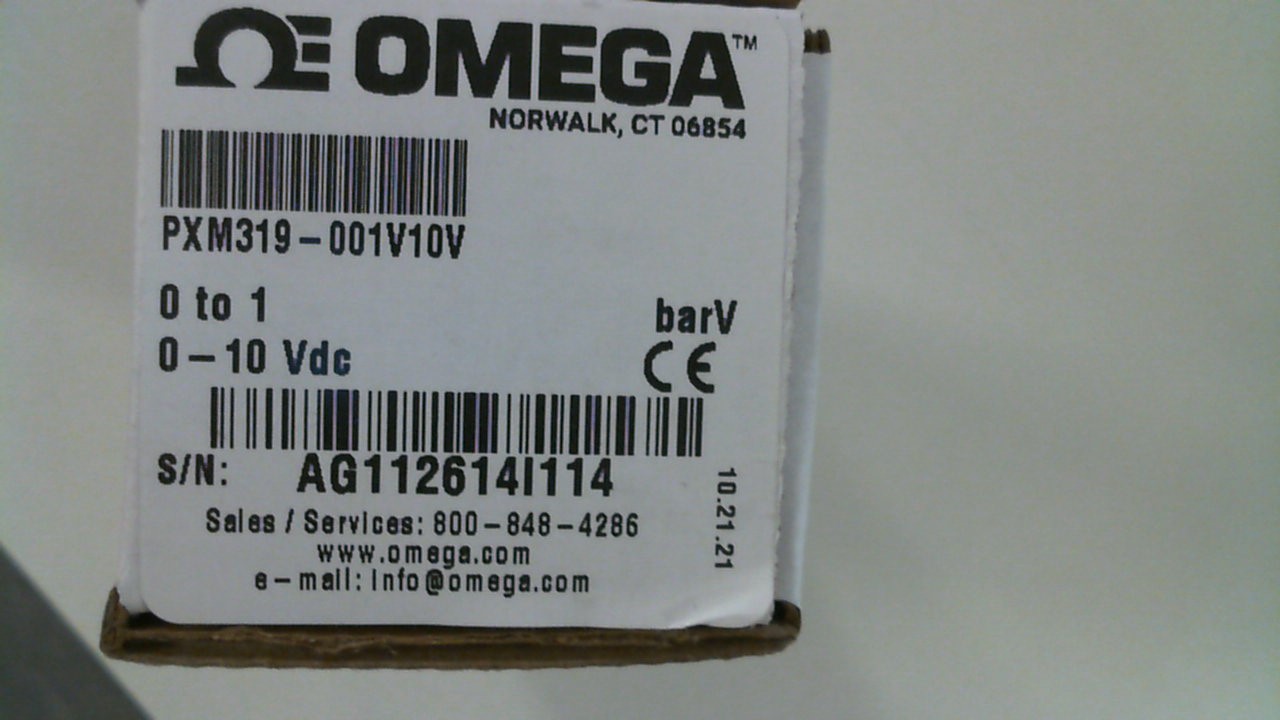 OMEGA™
NORWALK, CT 06854
PXM319-001V10V
0 to 1 barV
0-10 Vdc CE
S/N: AG112614I114
10.21.21
Sales / Services: 800-848-4286
www.omega.com
e-mail: info@omega.com